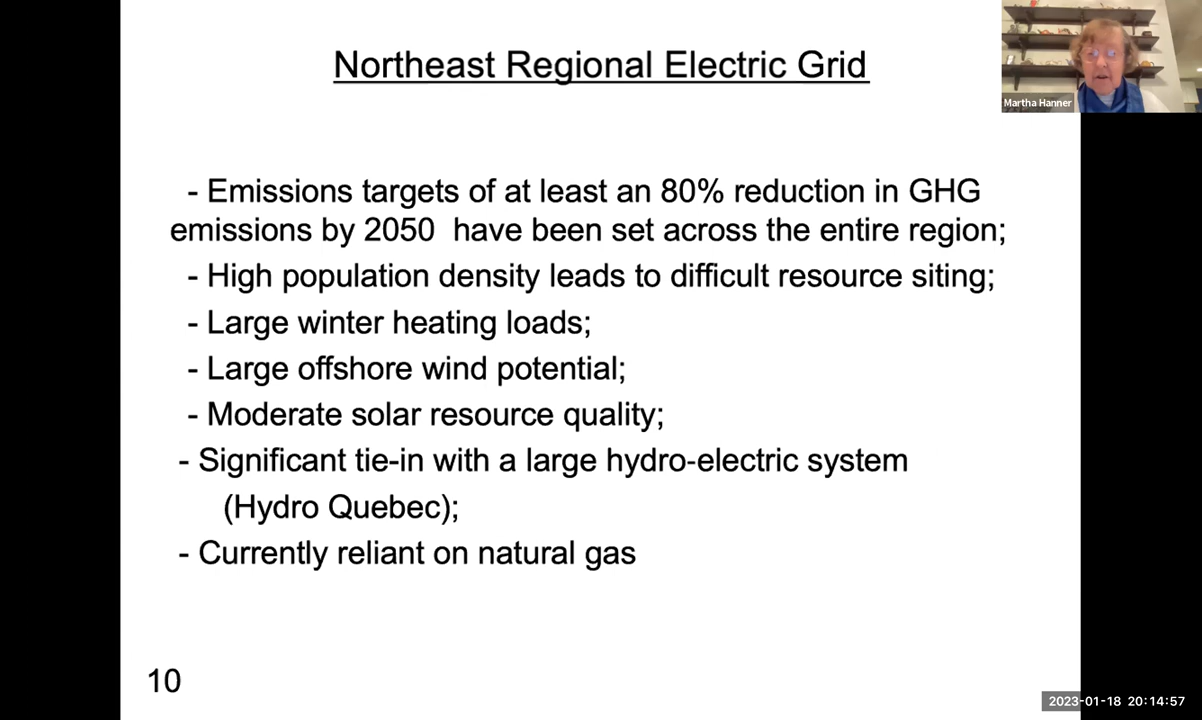 Northeast Regional Electric Grid
Martha Hanner
- Emissions targets of at least an 80% reduction in GHG
emissions by 2050  have been set across the entire region;
- High population density leads to difficult resource siting;
- Large winter heating loads;
- Large offshore wind potential;
- Moderate solar resource quality;
- Significant tie-in with a large hydro-electric system
(Hydro Quebec);
- Currently reliant on natural gas
10
2023-01-18 20:14:57